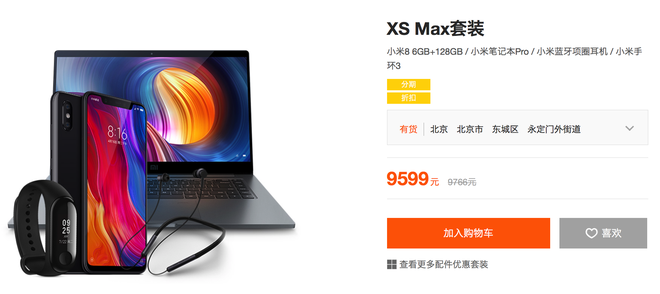 XS Max套装
小米8 6GB+128GB / 小米笔记本Pro / 小米蓝牙项圈耳机 / 小米手
环3
分期
折扣
有货 北京 北京市 东城区 永定门外街道
9599元 9766元
加入购物车 喜欢
查看更多配件优惠套装
08:16
09
25